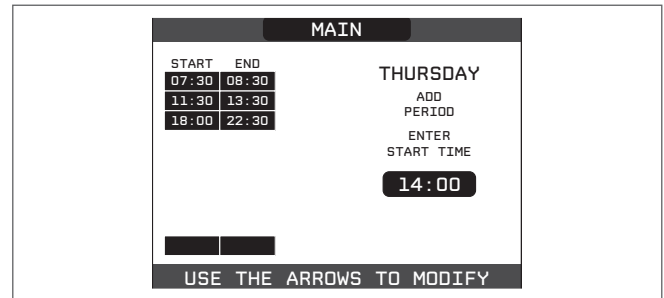 MAIN
START END
07:30 08:30
11:30 13:30
18:00 22:30
THURSDAY
ADD
PERIOD
ENTER
START TIME
14:00
USE THE ARROWS TO MODIFY